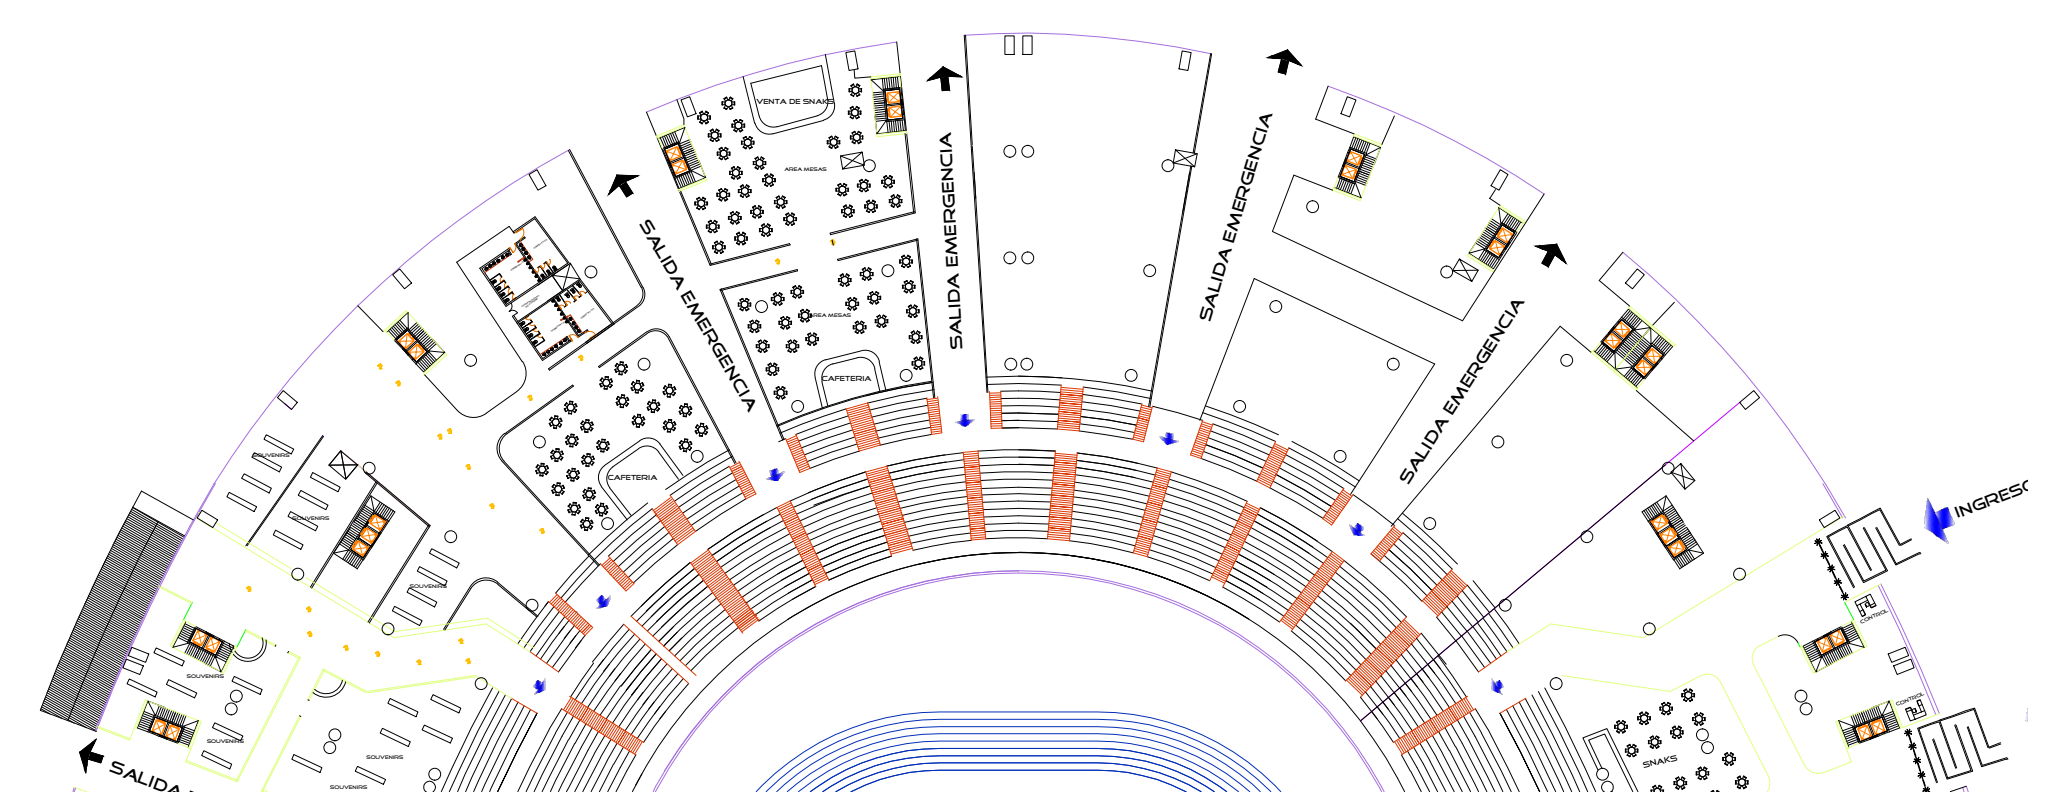 VENTA DE SNAKS
AREA MESAS
SALIDA EMERGENCIA
SALIDA EMERGENCIA
SALIDA EMERGENCIA
SALIDA EMERGENCIA
AREA MESAS
CAFETERIA
CAFETERIA
SOUVENIRS
SOUVENIRS
SOUVENIRS
INGRESO
CONTROL
CONTROL
SOUVENIRS
SOUVENIRS
SOUVENIRS
SOUVENIRS
SNAKS
SALIDA